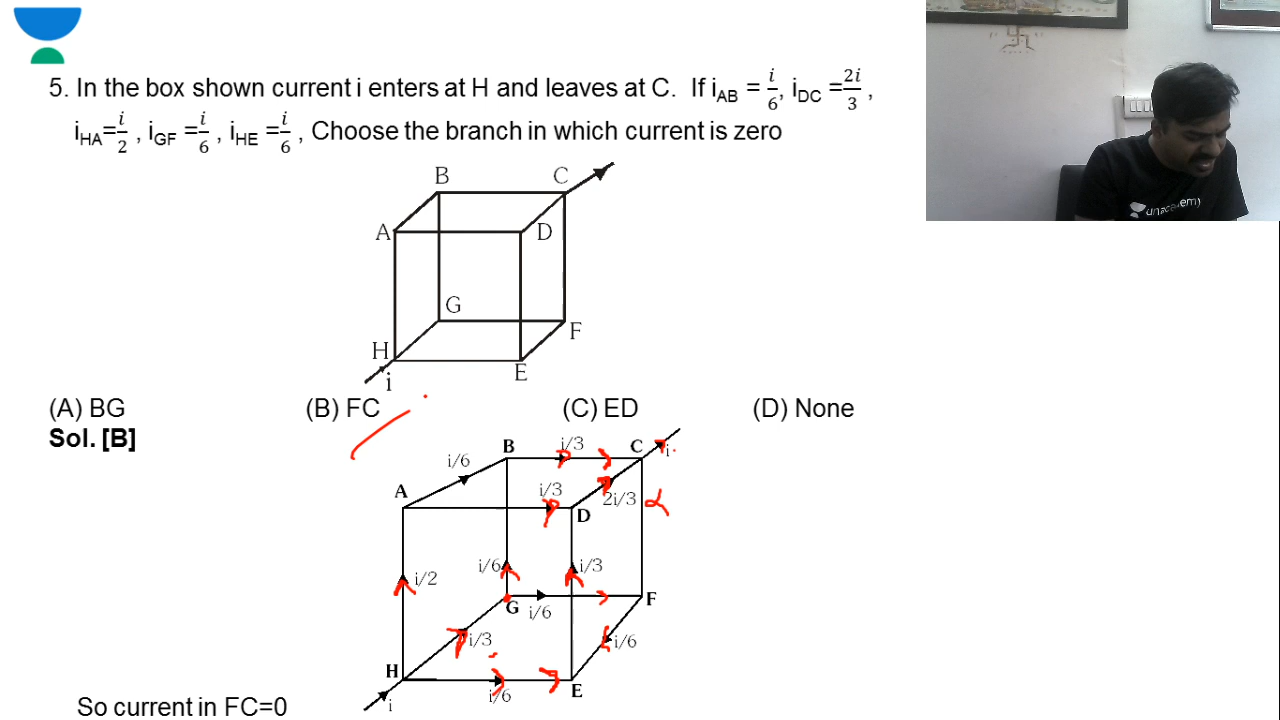 5. In the box shown current i enters at H and leaves at C. If i_AB = i/6, i_DC = 2i/3 ,
i_HA = i/2 , i_GF = i/6 , i_HE = i/6 , Choose the branch in which current is zero
B C
A D
G
F
H
E
i
(A) BG (B) FC (C) ED (D) None
Sol. [B]
B i/3 C i
i/6
A i/3 2i/3
D
i/2 i/6 i/3
G i/6 F
i/3 i/6
H
i i/6 E
So current in FC=0
unacademy